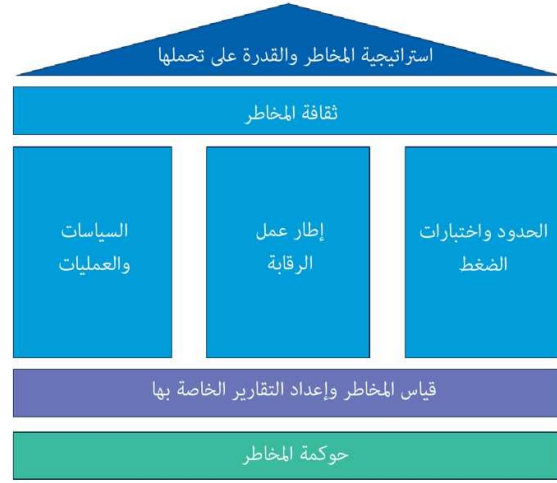 استراتيجية المخاطر والقدرة على تحملها
ثقافة المخاطر
الحدود واختبارات
الضغط
إطار عمل
الرقابة
السياسات
والعمليات
قياس المخاطر وإعداد التقارير الخاصة بها
حوكمة المخاطر